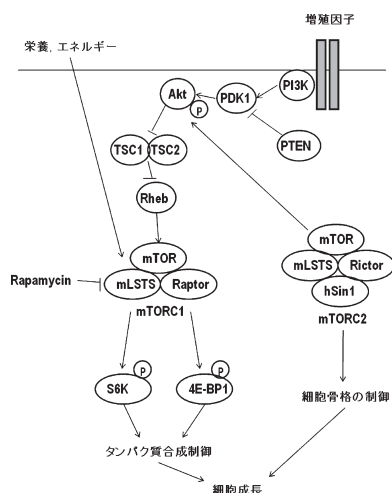 増殖因子
栄養、エネルギー
PI3K
Akt
PDK1
P
PTEN
TSC1
TSC2
Rheb
mTOR
mLSTS
Raptor
mTORC1
Rapamycin
mTOR
mLSTS
Rictor
hSin1
mTORC2
P
S6K
P
4E-BP1
細胞骨格の制御
タンパク質合成制御
細胞成長